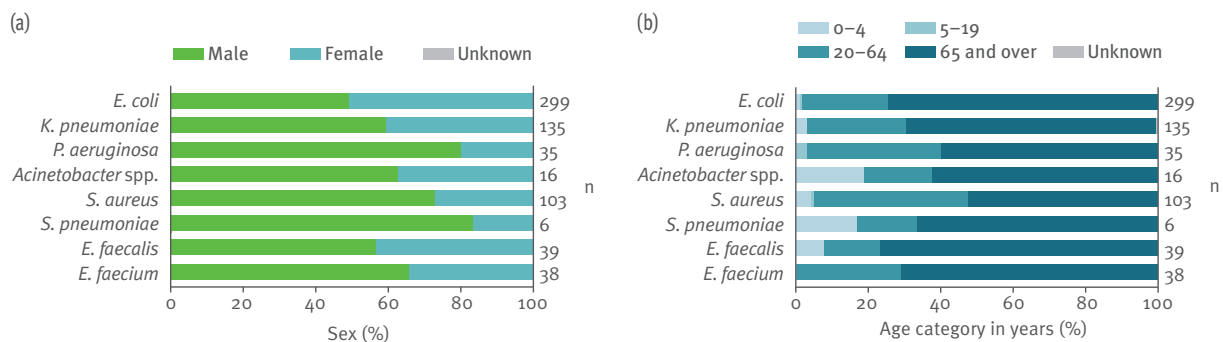 (a)
Male Female Unknown
E. coli 299
K. pneumoniae 135
P. aeruginosa 35
Acinetobacter spp. 16
n
S. aureus 103
S. pneumoniae 6
E. faecalis 39
E. faecium 38
0 20 40 60 80 100
Sex (%)
(b)
0–4 5–19
20–64 65 and over Unknown
E. coli 299
K. pneumoniae 135
P. aeruginosa 35
Acinetobacter spp. 16
n
S. aureus 103
S. pneumoniae 6
E. faecalis 39
E. faecium 38
0 20 40 65 80 100
Age category in years (%)